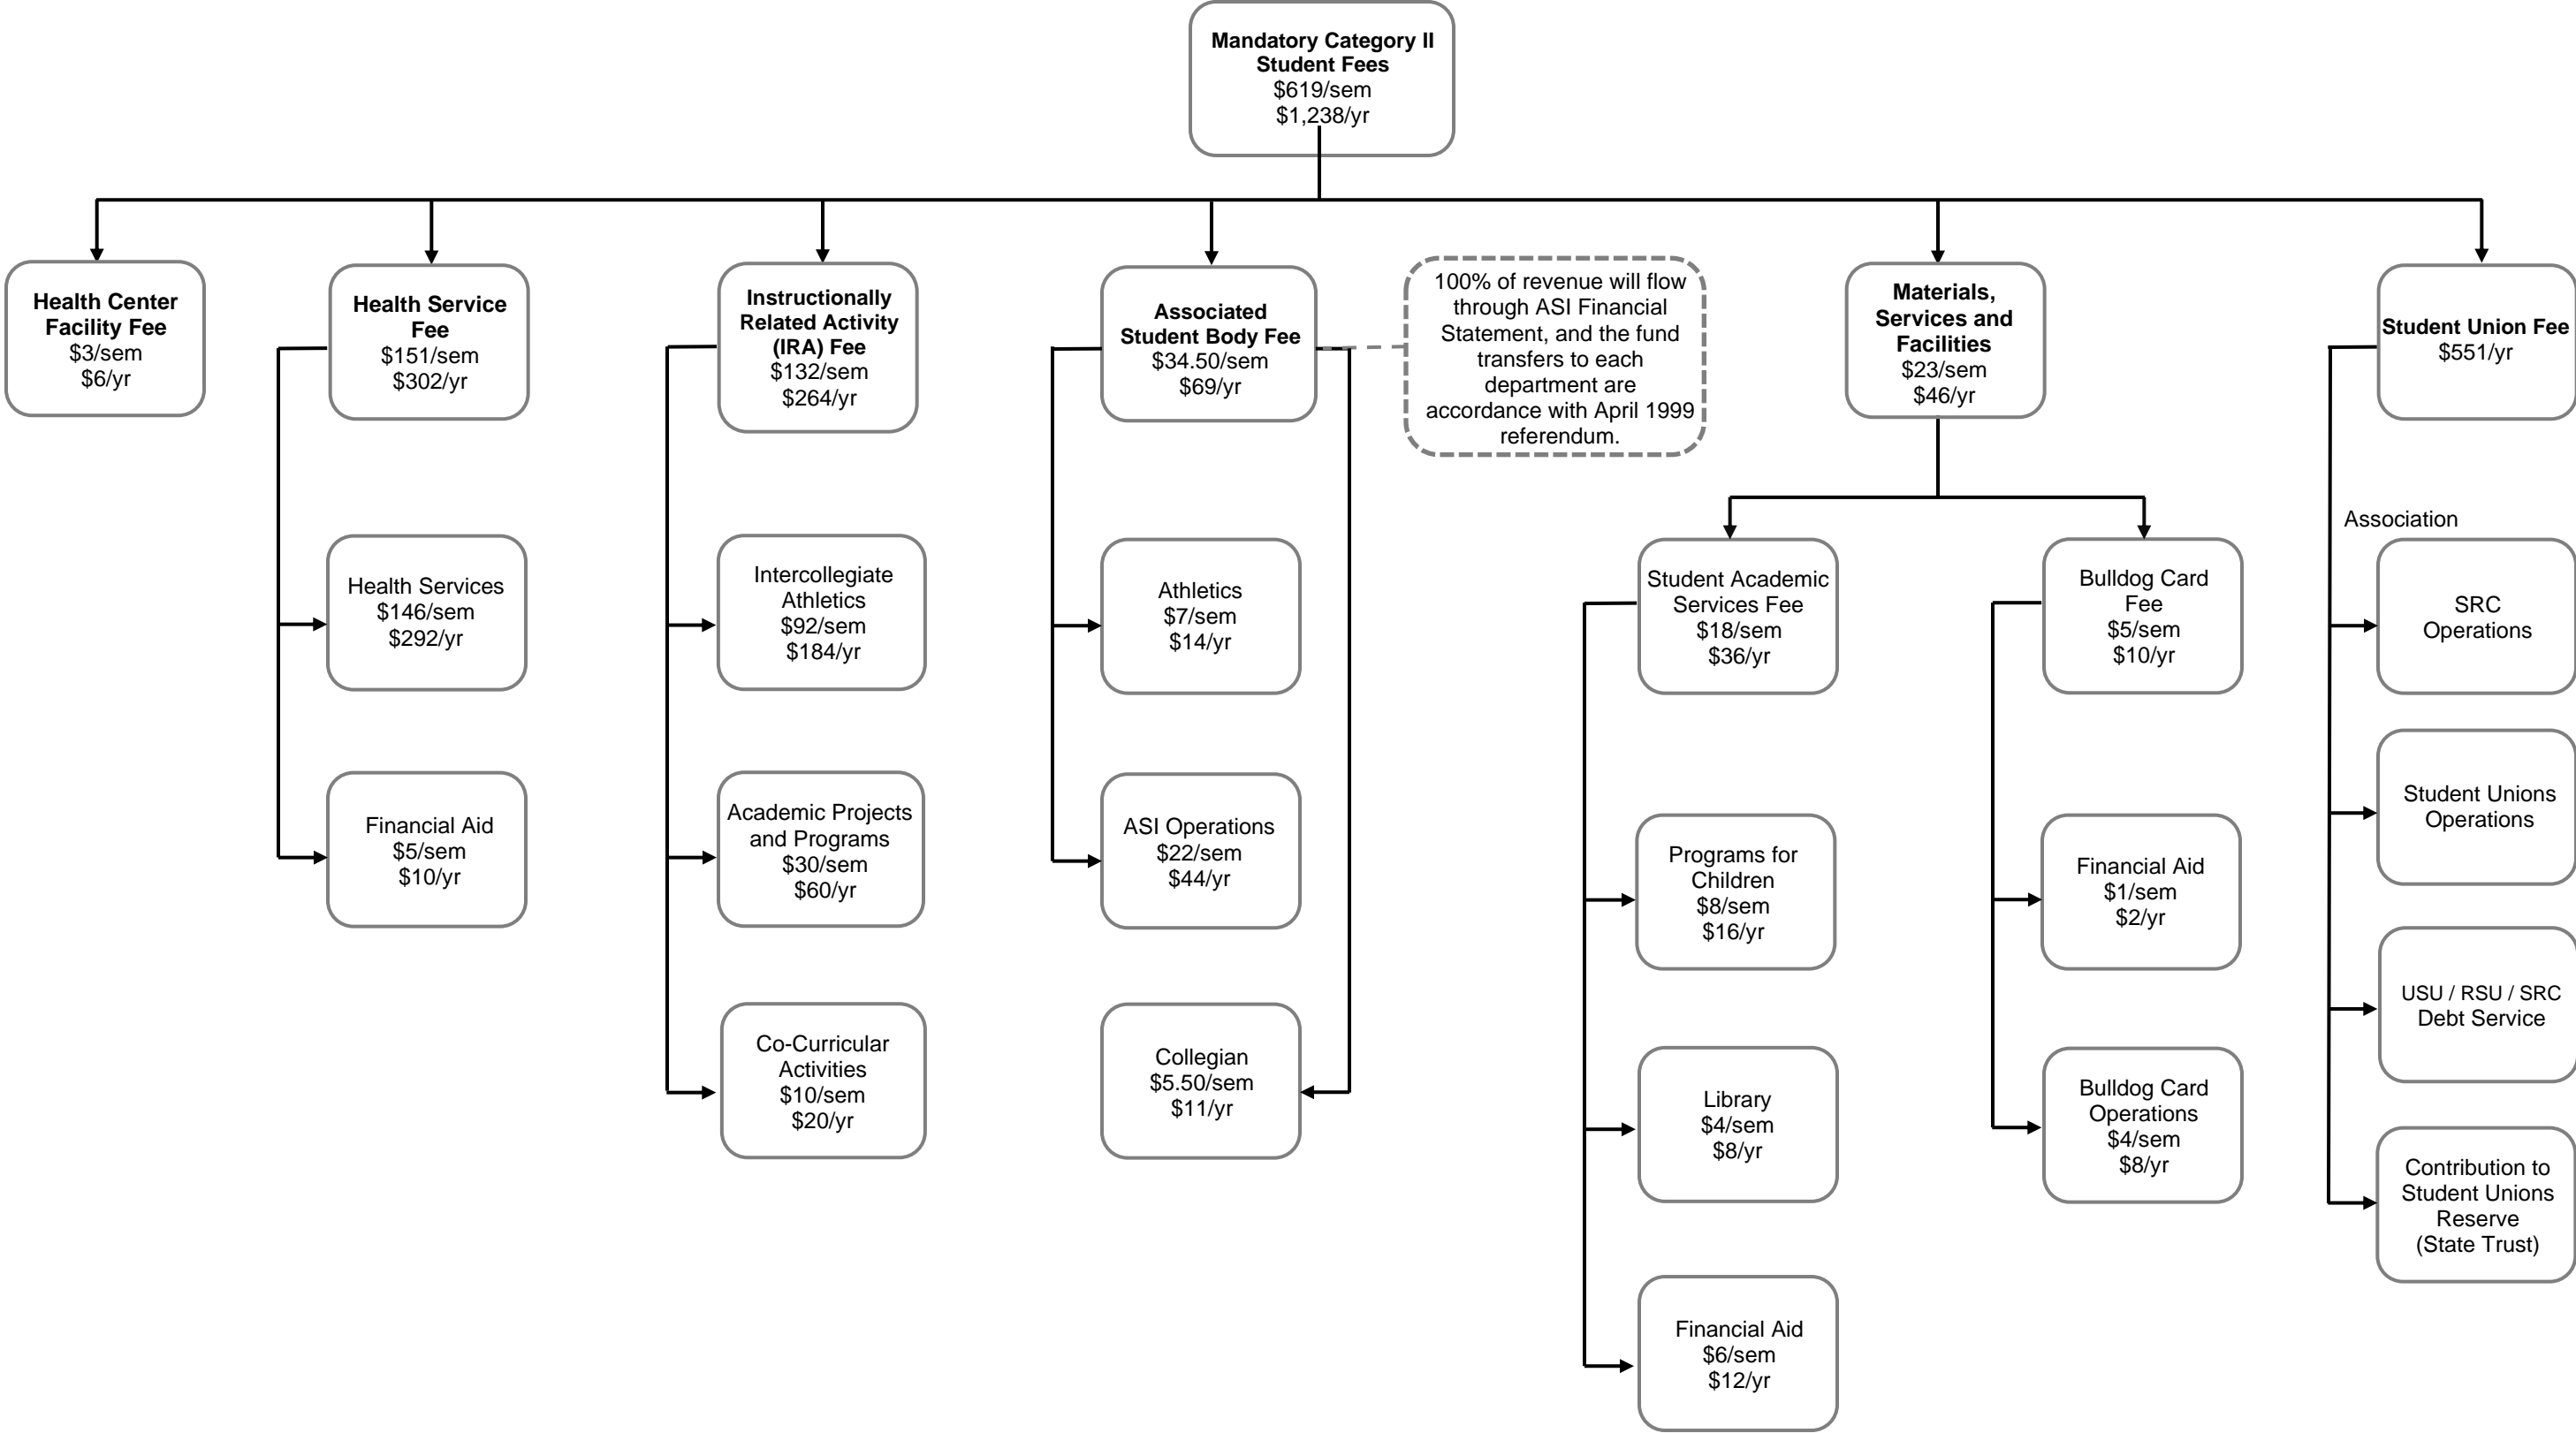 Mandatory Category II
Student Fees
$619/sem
$1,238/yr
Health Center
Facility Fee
$3/sem
$6/yr
Health Service
Fee
$151/sem
$302/yr
Instructionally
Related Activity
(IRA) Fee
$132/sem
$264/yr
Associated
Student Body Fee
$34.50/sem
$69/yr
100% of revenue will flow
through ASI Financial
Statement, and the fund
transfers to each
department are
accordance with April 1999
referendum.
Materials,
Services and
Facilities
$23/sem
$46/yr
Student Union Fee
$551/yr
Health Services
$146/sem
$292/yr
Financial Aid
$5/sem
$10/yr
Intercollegiate
Athletics
$92/sem
$184/yr
Academic Projects
and Programs
$30/sem
$60/yr
Co-Curricular
Activities
$10/sem
$20/yr
Athletics
$7/sem
$14/yr
ASI Operations
$22/sem
$44/yr
Collegian
$5.50/sem
$11/yr
Student Academic
Services Fee
$18/sem
$36/yr
Programs for
Children
$8/sem
$16/yr
Library
$4/sem
$8/yr
Financial Aid
$6/sem
$12/yr
Bulldog Card
Fee
$5/sem
$10/yr
Financial Aid
$1/sem
$2/yr
Bulldog Card
Operations
$4/sem
$8/yr
Association
SRC
Operations
Student Unions
Operations
USU / RSU / SRC
Debt Service
Contribution to
Student Unions
Reserve
(State Trust)